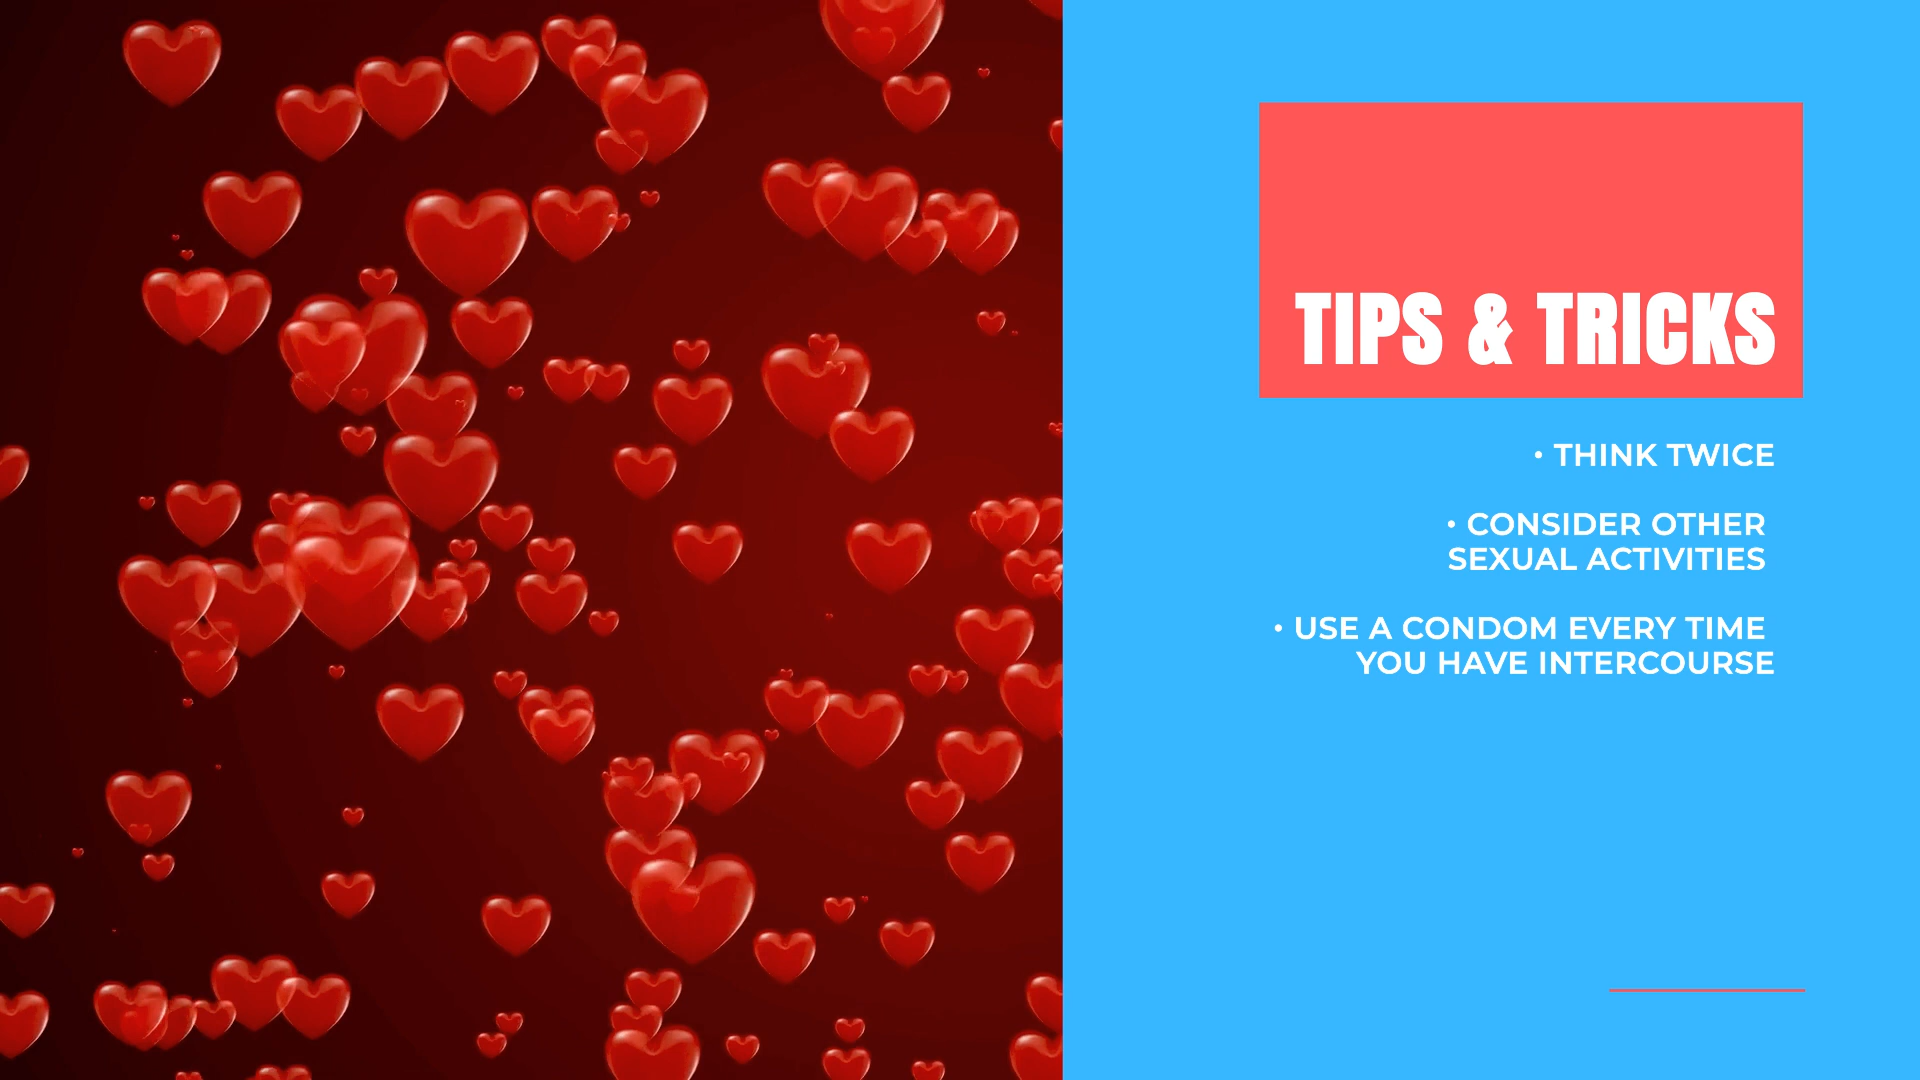 TIPS & TRICKS
• THINK TWICE
• CONSIDER OTHER
SEXUAL ACTIVITIES
• USE A CONDOM EVERY TIME
YOU HAVE INTERCOURSE